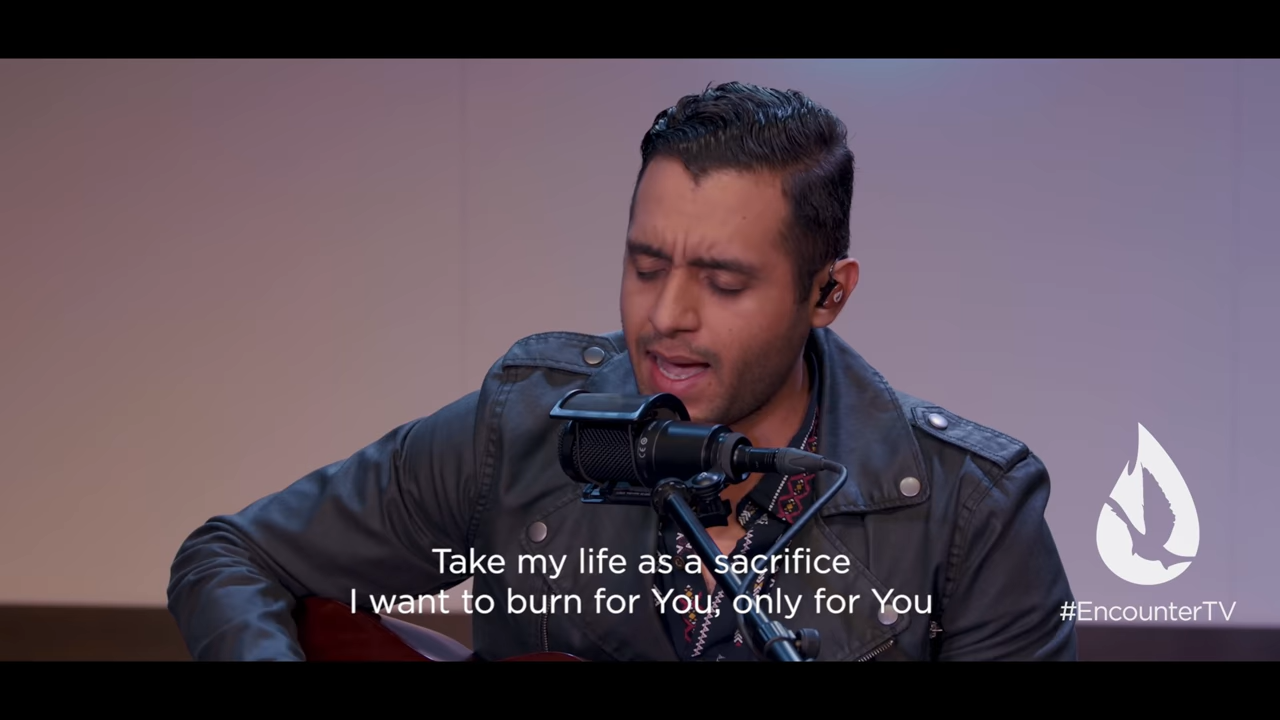 Take my life as a sacrifice
I want to burn for You, only for You
#EncounterTV